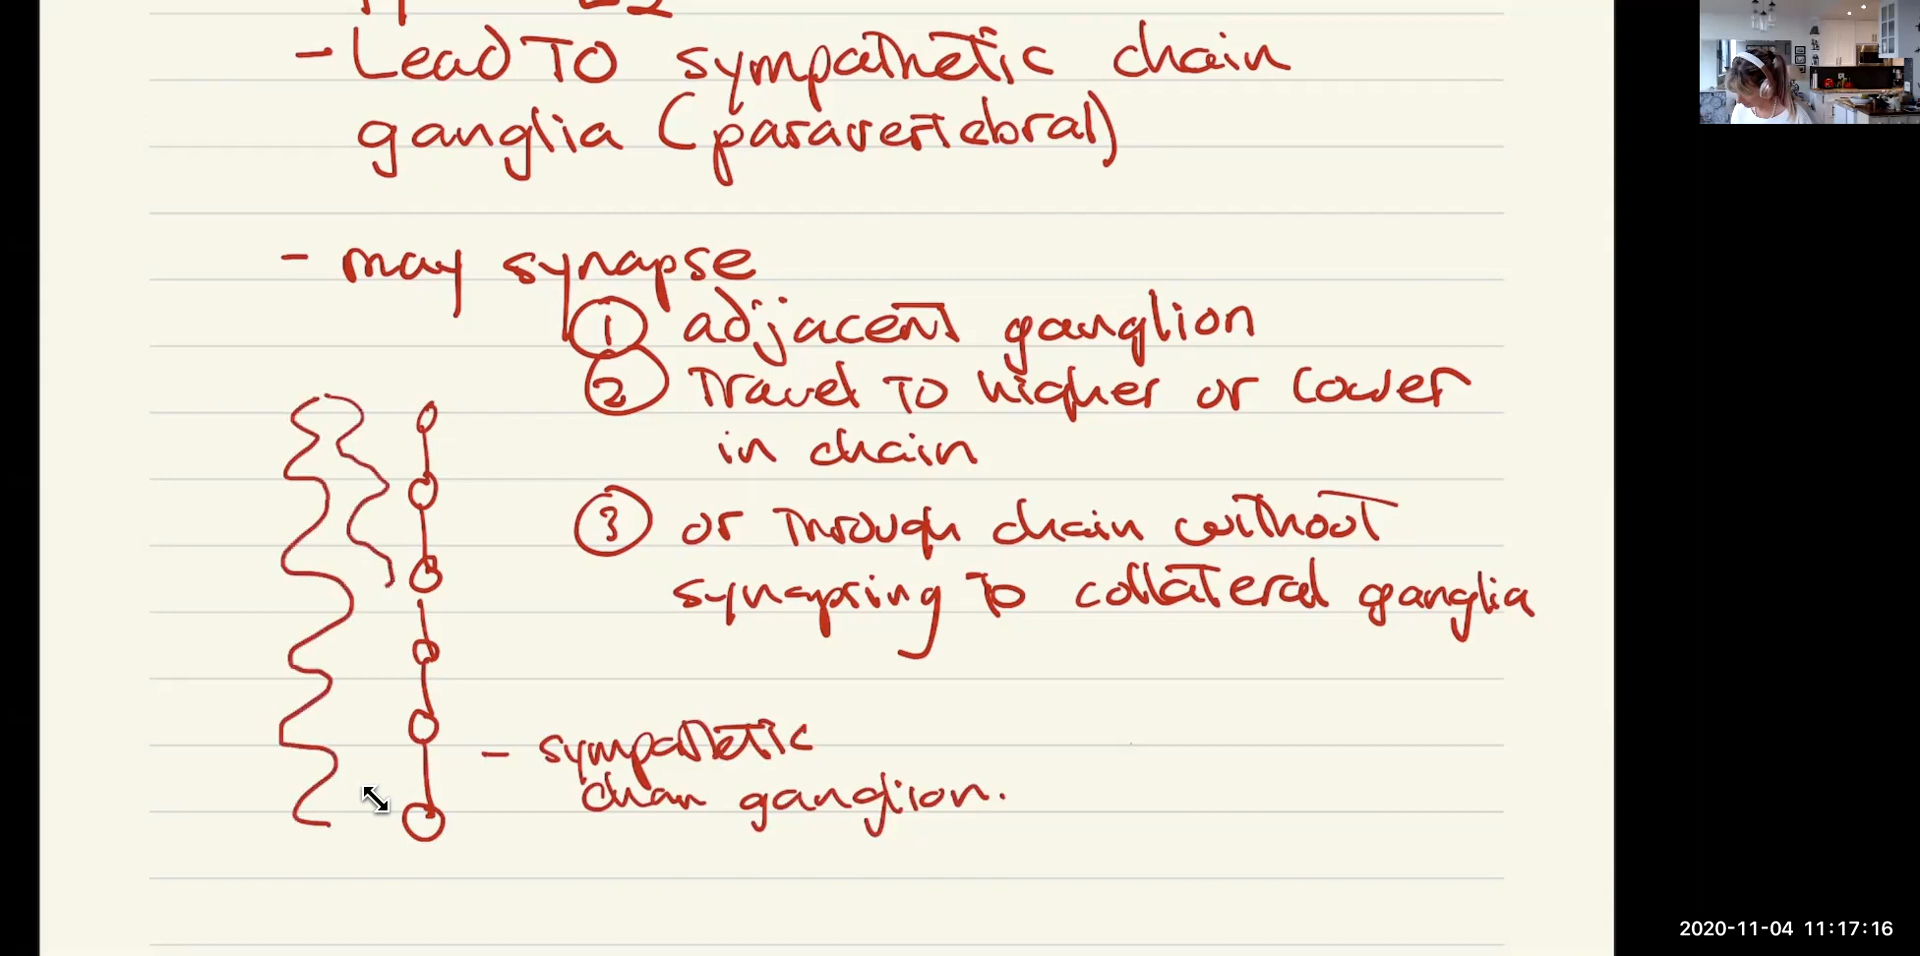 - Lead to sympathetic chain
ganglia (paravertebral)
- may synapse
① adjacent ganglion
② Travel to higher or lower
in chain
③ or through chain without
synapsing to collateral ganglia
- sympathetic
chan ganglion.
2020-11-04 11:17:16